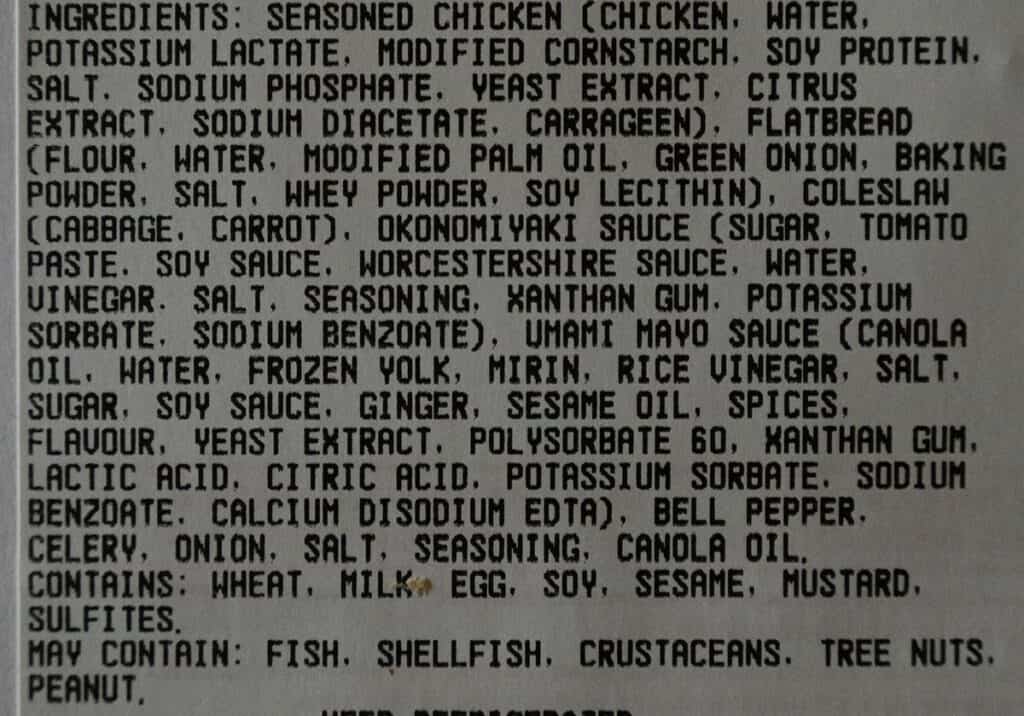 INGREDIENTS: SEASONED CHICKEN (CHICKEN, WATER,
POTASSIUM LACTATE, MODIFIED CORNSTARCH, SOY PROTEIN,
SALT, SODIUM PHOSPHATE, YEAST EXTRACT, CITRUS
EXTRACT, SODIUM DIACETATE, CARRAGEEN), FLATBREAD
(FLOUR, WATER, MODIFIED PALM OIL, GREEN ONION, BAKING
POWDER, SALT, WHEY POWDER, SOY LECITHIN), COLESLAW
(CABBAGE, CARROT), OKONOMIYAKI SAUCE (SUGAR, TOMATO
PASTE, SOY SAUCE, WORCESTERSHIRE SAUCE, WATER,
VINEGAR, SALT, SEASONING, XANTHAN GUM, POTASSIUM
SORBATE, SODIUM BENZOATE), UMAMI MAYO SAUCE (CANOLA
OIL, WATER, FROZEN YOLK, MIRIN, RICE VINEGAR, SALT,
SUGAR, SOY SAUCE, GINGER, SESAME OIL, SPICES,
FLAVOUR, YEAST EXTRACT, POLYSORBATE 60, XANTHAN GUM,
LACTIC ACID, CITRIC ACID, POTASSIUM SORBATE, SODIUM
BENZOATE, CALCIUM DISODIUM EDTA), BELL PEPPER,
CELERY, ONION, SALT, SEASONING, CANOLA OIL.
CONTAINS: WHEAT, MILK, EGG, SOY, SESAME, MUSTARD,
SULFITES.
MAY CONTAIN: FISH, SHELLFISH, CRUSTACEANS, TREE NUTS,
PEANUT.